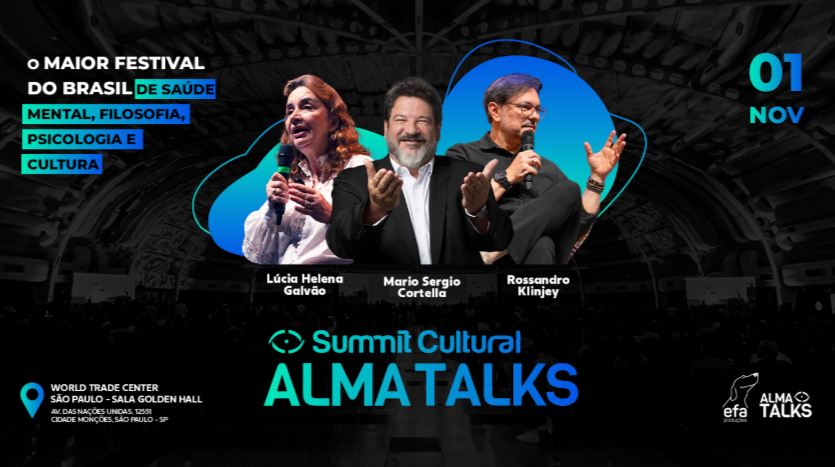 O MAIOR FESTIVAL
DO BRASIL DE SAÚDE
MENTAL, FILOSOFIA,
PSICOLOGIA E
CULTURA
01
NOV
Lúcia Helena
Galvão
Mario Sergio
Cortella
Rossandro
Klinjey
Summit Cultural
ALMA TALKS
WORLD TRADE CENTER
SÃO PAULO - SALA GOLDEN HALL
AV. DAS NAÇÕES UNIDAS, 12551
CIDADE MONÇÕES, SÃO PAULO - SP
efa
produções
ALMA
TALKS